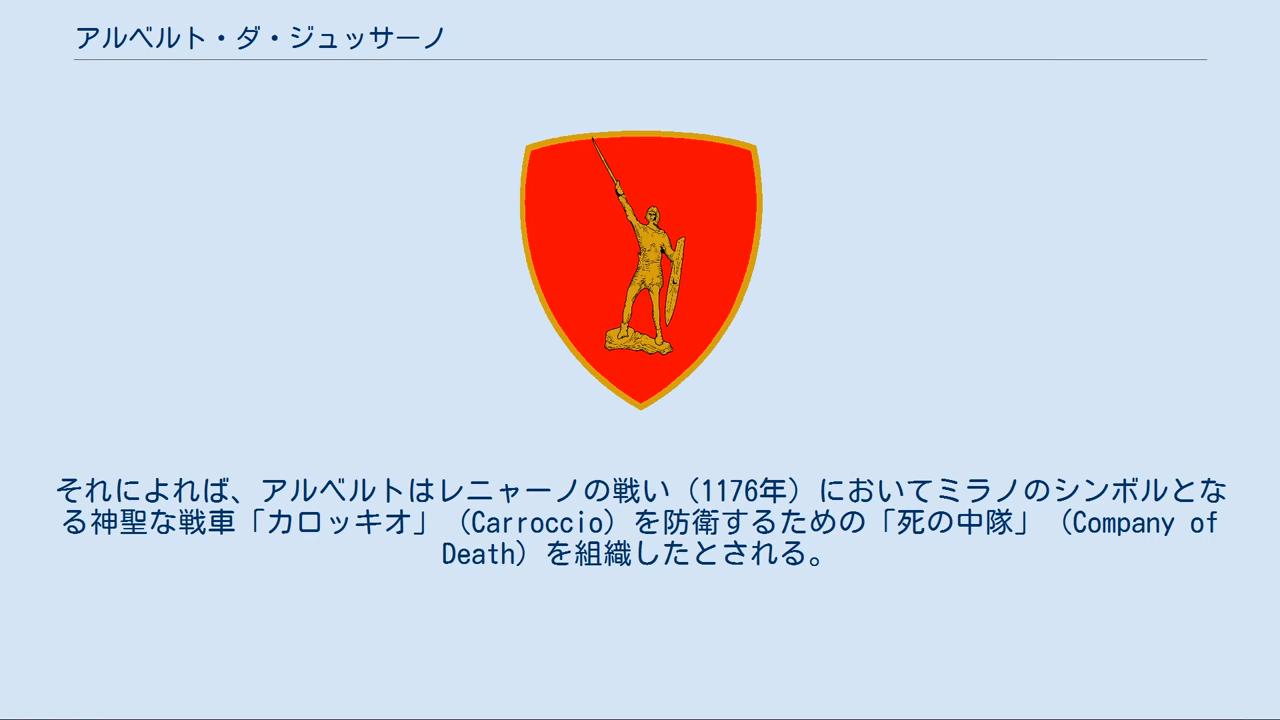 アルベルト・ダ・ジュッサーノ
それによれば、アルベルトはレニャーノの戦い（1176年）においてミラノのシンボルとな
る神聖な戦車「カロッキオ」（Carroccio）を防衛するための「死の中隊」（Company of
Death）を組織したとされる。